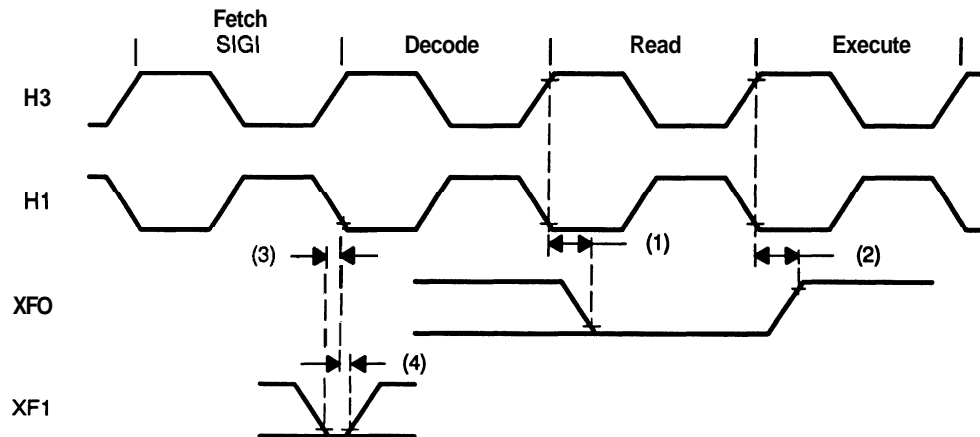 Fetch
SIGI
Decode
Read
Execute
H3
H1
(3)
(1)
(2)
XFO
(4)
XF1